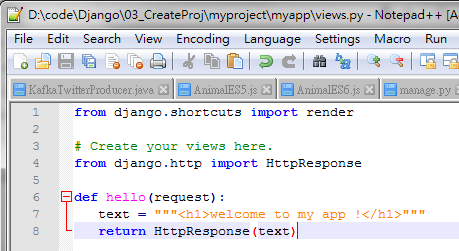 D:\code\Django\03_CreateProj\myproject\myapp\views.py - Notepad++ [A
File Edit Search View Encoding Language Settings Macro Run
KafkaTwitterProducer.java AnimalES5.js AnimalES6.js manage.py
1 from django.shortcuts import render
2
3 # Create your views here.
4 from django.http import HttpResponse
5
6 def hello(request):
7 text = """<h1>welcome to my app !</h1>"""
8 return HttpResponse(text)